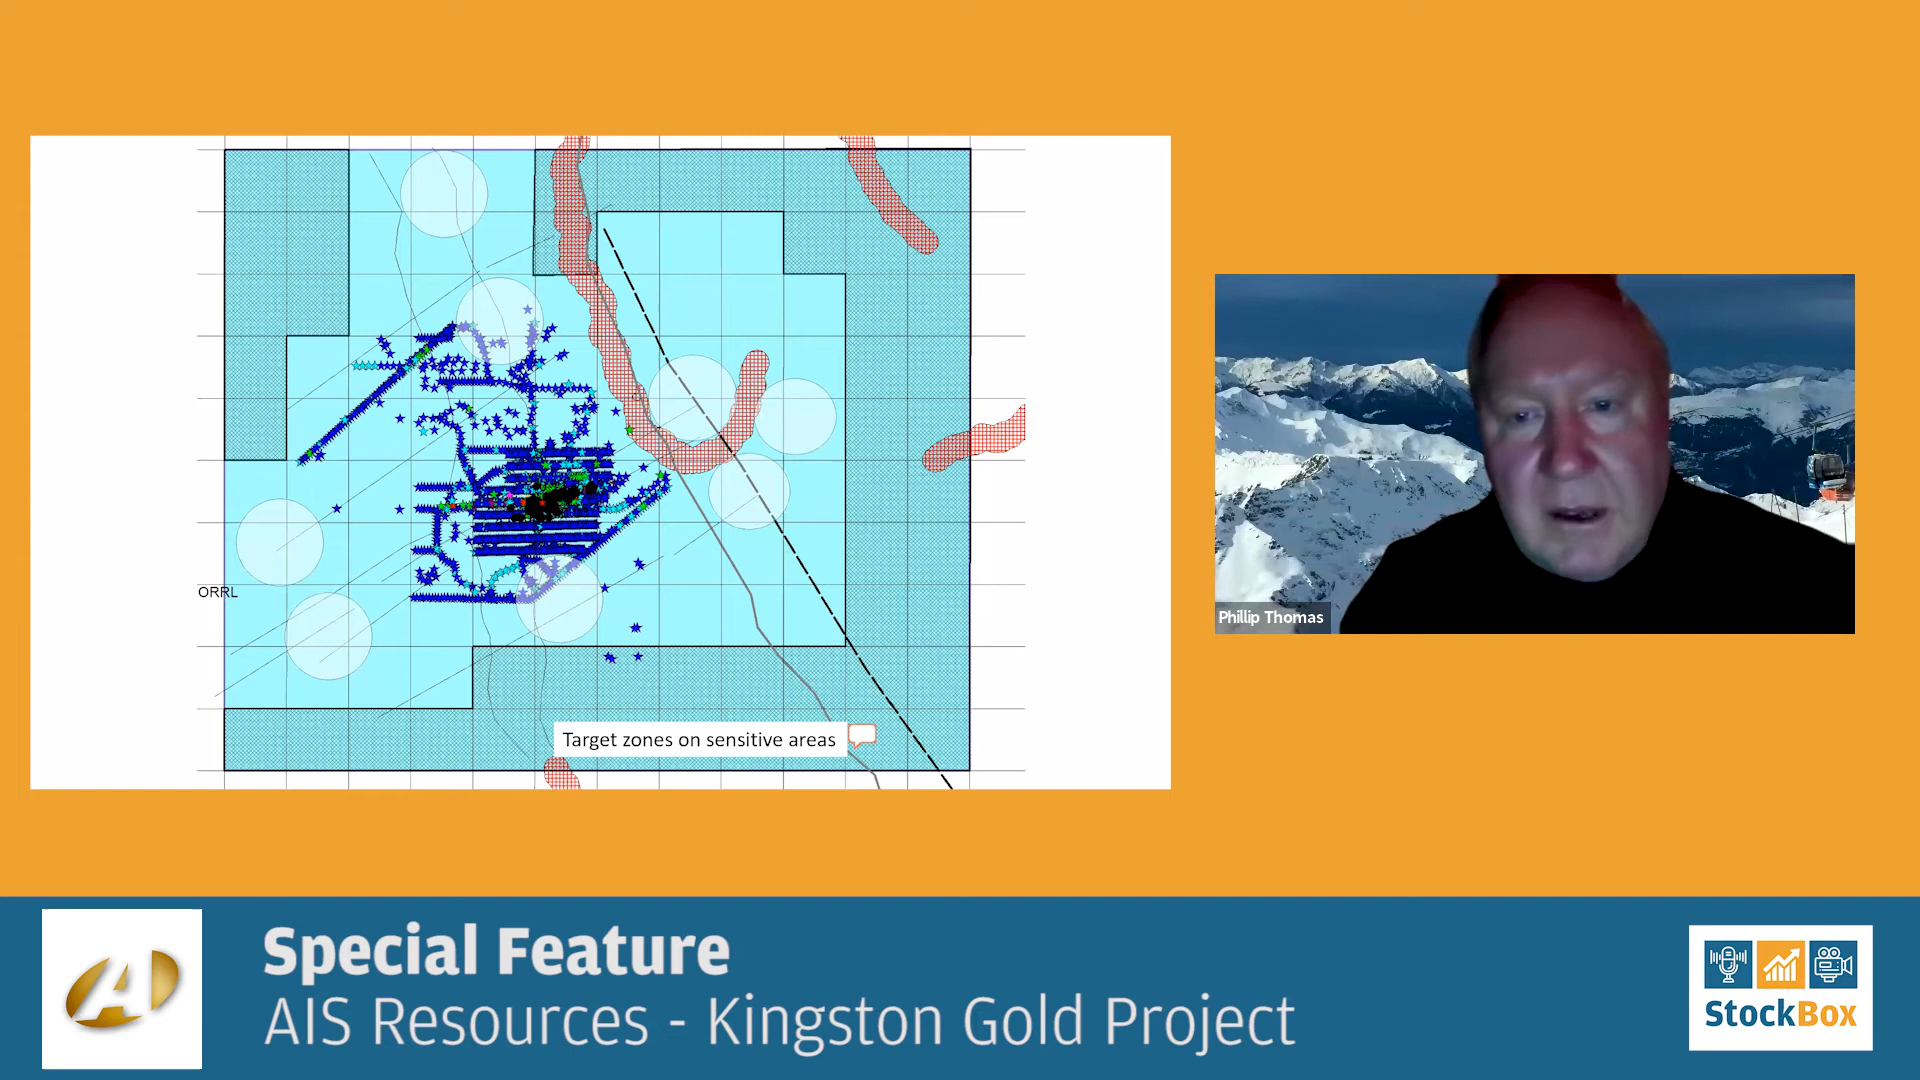 ORRL
Target zones on sensitive areas
Phillip Thomas
Special Feature
AIS Resources - Kingston Gold Project
StockBox